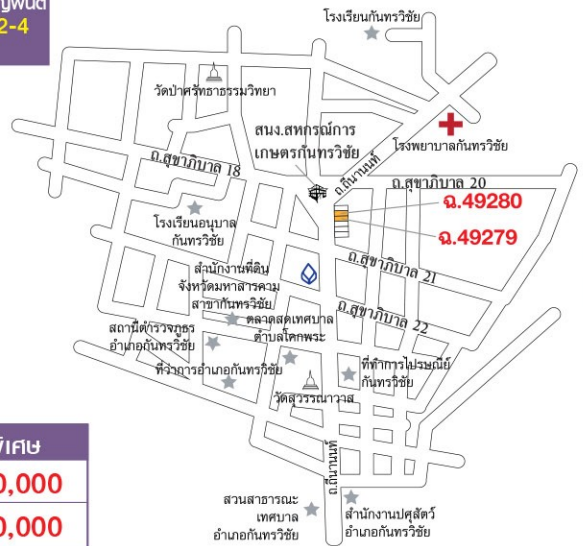 2-4
โรงเรียนกันทรวิชัย
วัดป่าศรัทธาธรรมวิทยา
สนง.สหกรณ์การ
เกษตรกันทรวิชัย
โรงพยาบาลกันทรวิชัย
ถ.ถีนานนท์
ถ.สุขาภิบาล 18
ถ.สุขาภิบาล 20
ฉ.49280
ฉ.49279
โรงเรียนอนุบาล
กันทรวิชัย
ถ.สุขาภิบาล 21
สำนักงานที่ดิน
จังหวัดมหาสารคาม
สาขากันทรวิชัย
ถ.สุขาภิบาล 22
ตลาดสดเทศบาล
ตำบลโคกพระ
สถานีตำรวจภูธร
อำเภอกันทรวิชัย
ที่ว่าการอำเภอกันทรวิชัย
ที่ทำการไปรษณีย์
กันทรวิชัย
วัดสุวรรณาวาส
ถ.ถีนานนท์
สวนสาธารณะ
เทศบาล
อำเภอกันทรวิชัย
สำนักงานปศุสัตว์
อำเภอกันทรวิชัย
0,000
0,000